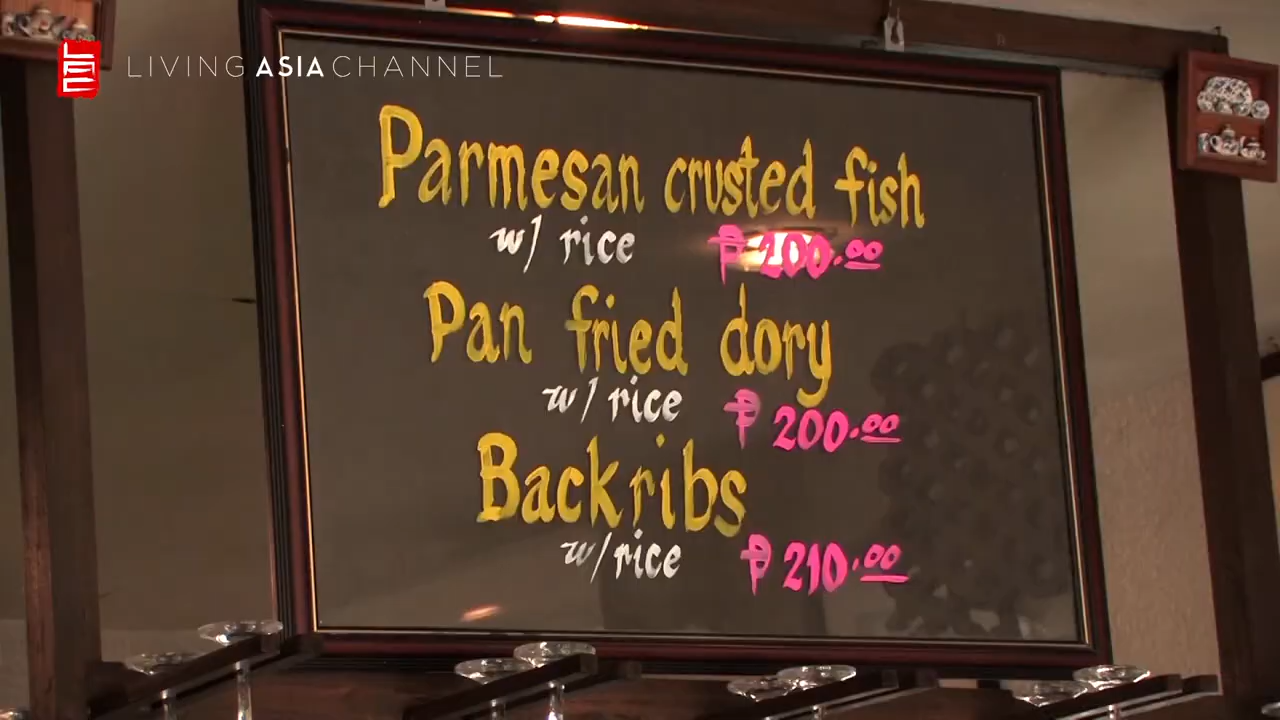 LIVING ASIA CHANNEL
Parmesan crusted fish
w/ rice ₱ 200.00
Pan fried dory
w/ rice ₱ 200.00
Backribs
w/ rice ₱ 210.00